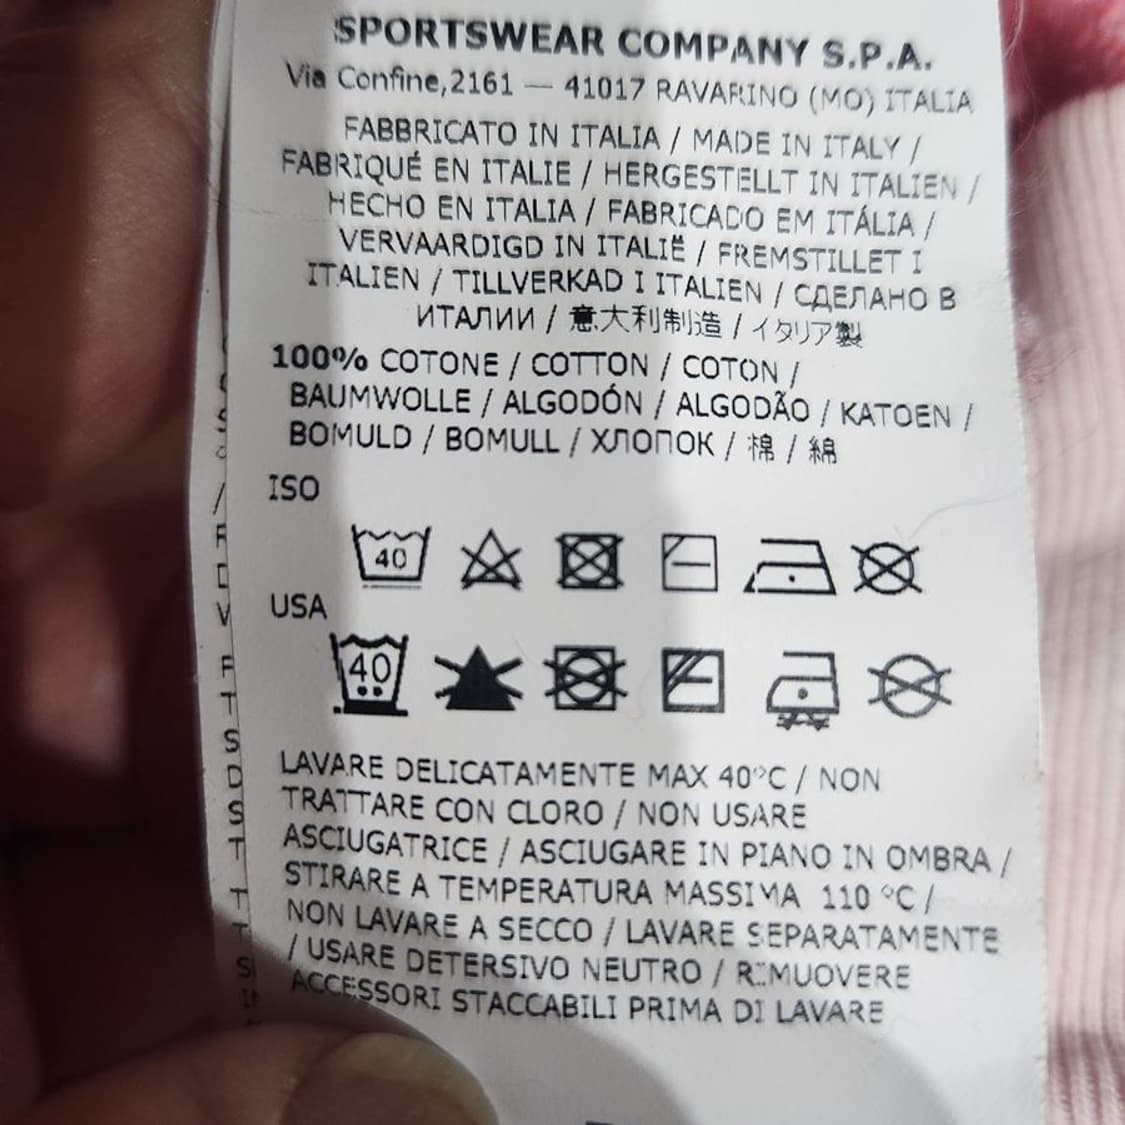 SPORTSWEAR COMPANY S.P.A.
Via Confine,2161 — 41017 RAVARINO (MO) ITALIA
FABBRICATO IN ITALIA / MADE IN ITALY /
FABRIQUÉ EN ITALIE / HERGESTELLT IN ITALIEN /
HECHO EN ITALIA / FABRICADO EM ITÁLIA /
VERVAARDIGD IN ITALIË / FREMSTILLET I
ITALIEN / TILLVERKAD I ITALIEN / СДЕЛАНО В
ИТАЛИИ / 意大利制造 / イタリア製
100% COTONE / COTTON / COTON /
BAUMWOLLE / ALGODÓN / ALGODÃO / KATOEN /
BOMULD / BOMULL / ХЛОПОК / 棉 / 綿
ISO
40
USA
40
LAVARE DELICATAMENTE MAX 40°C / NON
TRATTARE CON CLORO / NON USARE
ASCIUGATRICE / ASCIUGARE IN PIANO IN OMBRA /
STIRARE A TEMPERATURA MASSIMA 110 °C /
NON LAVARE A SECCO / LAVARE SEPARATAMENTE
/ USARE DETERSIVO NEUTRO / RIMUOVERE
ACCESSORI STACCABILI PRIMA DI LAVARE